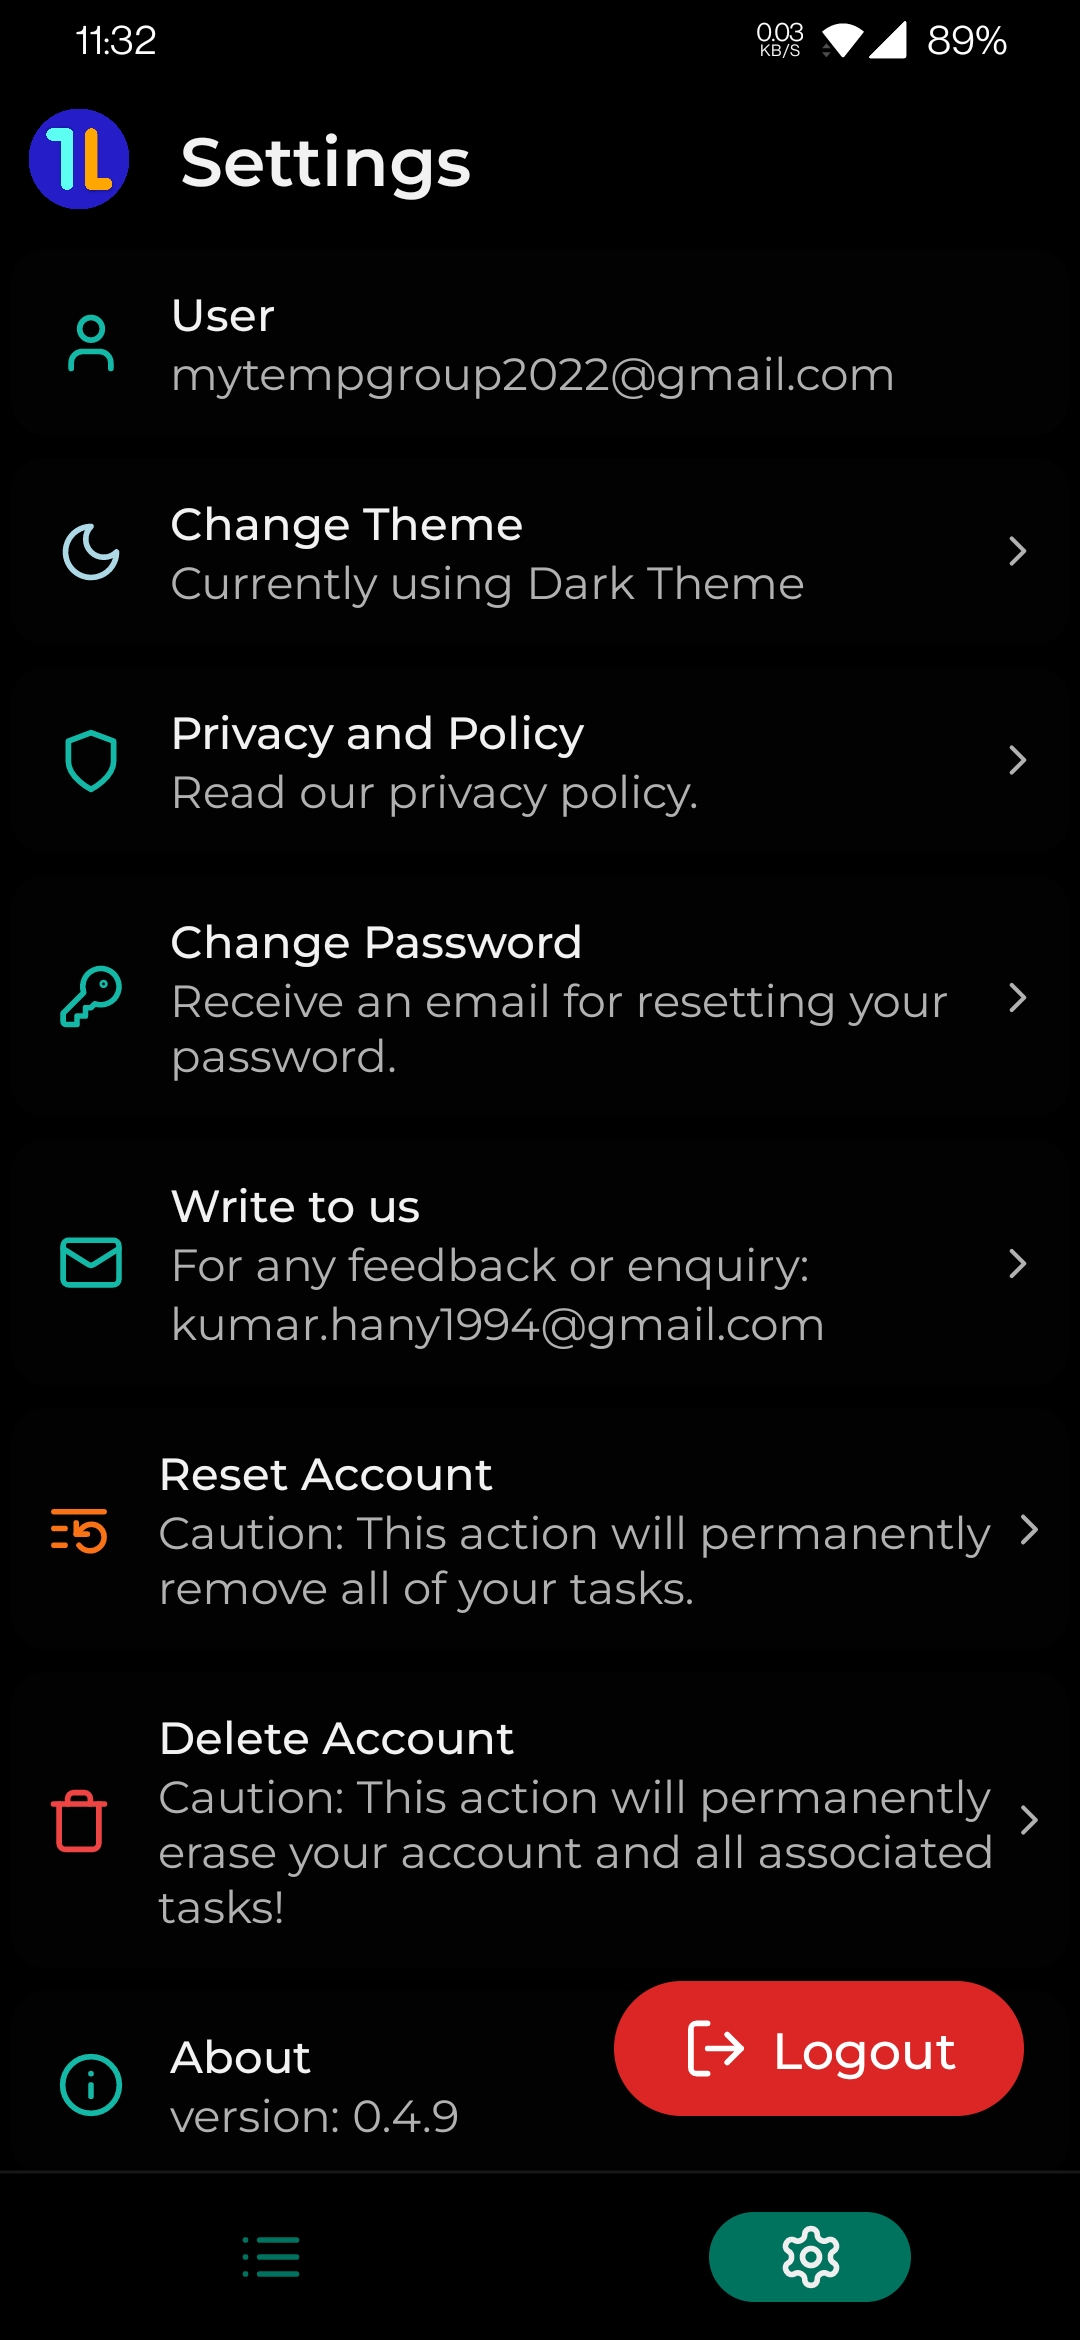 11:32
0.03
KB/S
89%
1L
Settings
User
mytempgroup2022@gmail.com
Change Theme
Currently using Dark Theme
Privacy and Policy
Read our privacy policy.
Change Password
Receive an email for resetting your
password.
Write to us
For any feedback or enquiry:
kumar.hany1994@gmail.com
Reset Account
Caution: This action will permanently
remove all of your tasks.
Delete Account
Caution: This action will permanently
erase your account and all associated
tasks!
About
version: 0.4.9
Logout